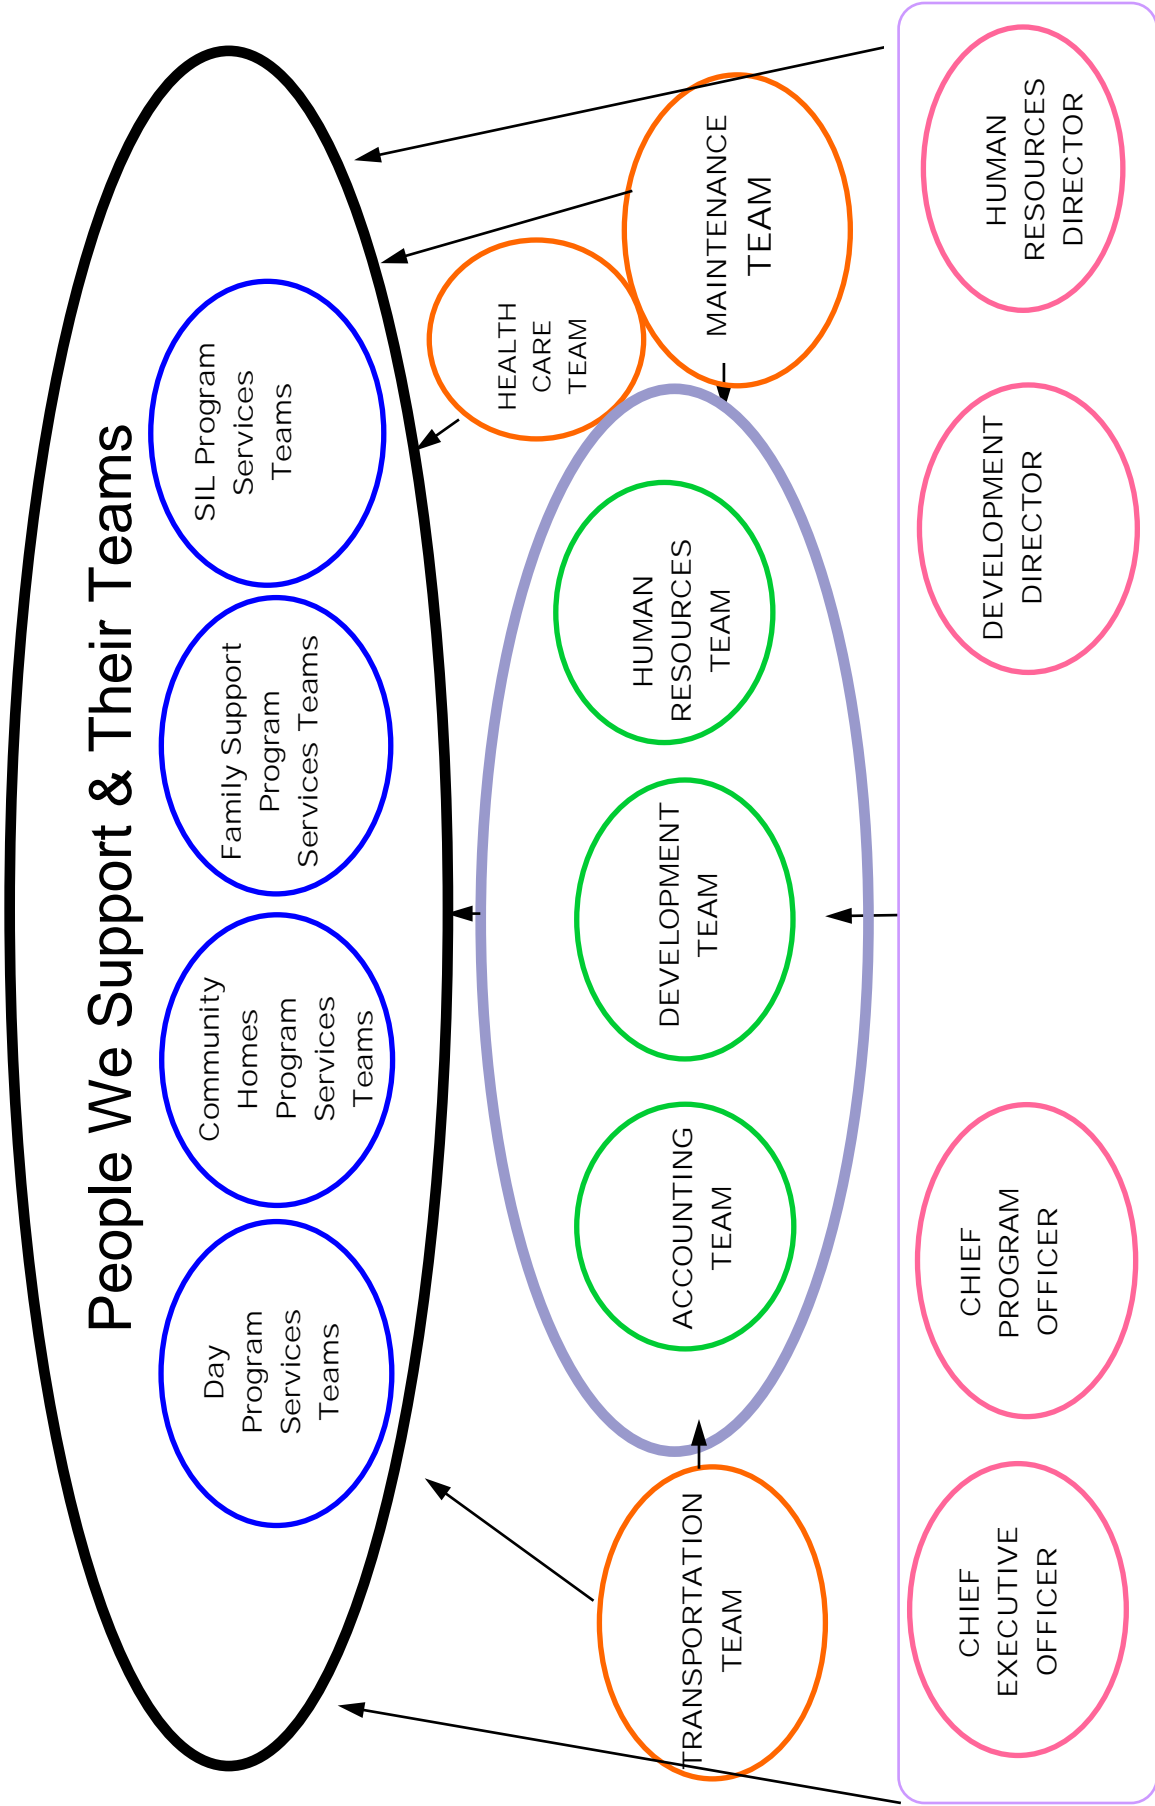 People We Support & Their Teams
Day
Program
Services
Teams
Community
Homes
Program
Services
Teams
Family Support
Program
Services Teams
SIL Program
Services
Teams
HEALTH
CARE
TEAM
MAINTENANCE
TEAM
TRANSPORTATION
TEAM
ACCOUNTING
TEAM
DEVELOPMENT
TEAM
HUMAN
RESOURCES
TEAM
CHIEF
EXECUTIVE
OFFICER
CHIEF
PROGRAM
OFFICER
DEVELOPMENT
DIRECTOR
HUMAN
RESOURCES
DIRECTOR